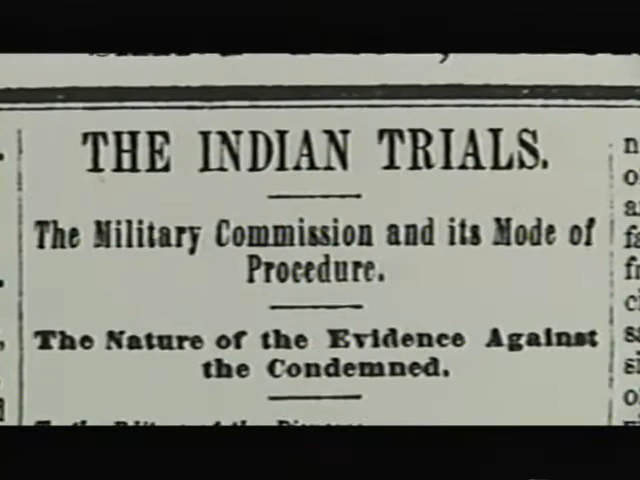 THE INDIAN TRIALS.
The Military Commission and its Mode of
Procedure.
The Nature of the Evidence Against
the Condemned.